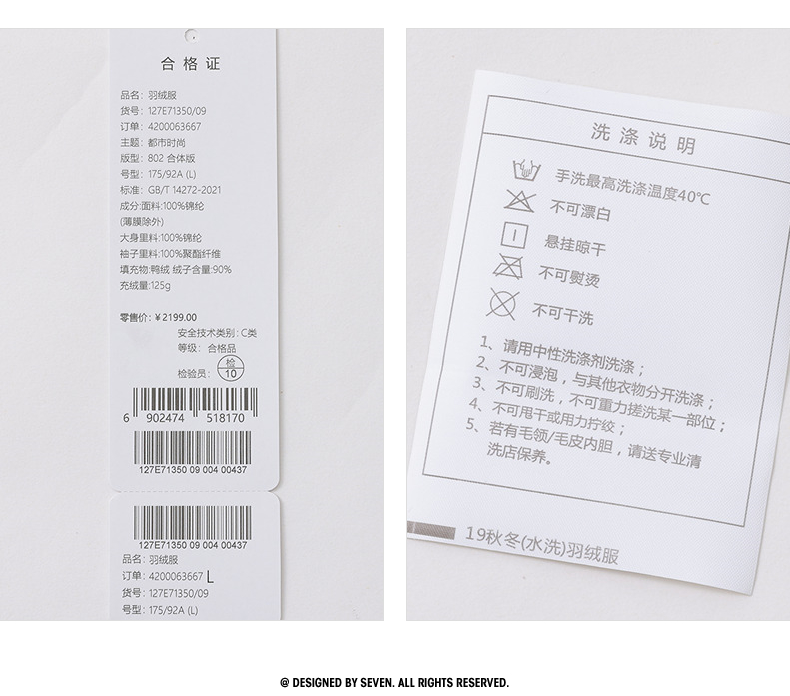 合格证
品名: 羽绒服
货号: 127E71350/09
订单: 4200063667
主题: 都市时尚
版型: 802 合体版
号型: 175/92A (L)
标准: GB/T 14272-2021
成分:面料:100%锦纶
(薄膜除外)
大身里料:100%锦纶
袖子里料:100%聚酯纤维
填充物:鸭绒 绒子含量:90%
充绒量:125g
零售价: ¥2199.00
安全技术类别: C类
等级: 合格品
检
检验员: 10
6 902474 518170
127E71350 09 004 00437
127E71350 09 004 00437
品名: 羽绒服
订单: 4200063667 L
货号: 127E71350/09
号型: 175/92A (L)
洗涤说明
手洗最高洗涤温度40℃
不可漂白
悬挂晾干
不可熨烫
不可干洗
1、请用中性洗涤剂洗涤；
2、不可浸泡，与其他衣物分开洗涤；
3、不可刷洗，不可重力搓洗某一部位；
4、不可甩干或用力拧绞；
5、若有毛领/毛皮内胆，请送专业清
洗店保养。
19秋冬(水洗)羽绒服
@ DESIGNED BY SEVEN. ALL RIGHTS RESERVED.